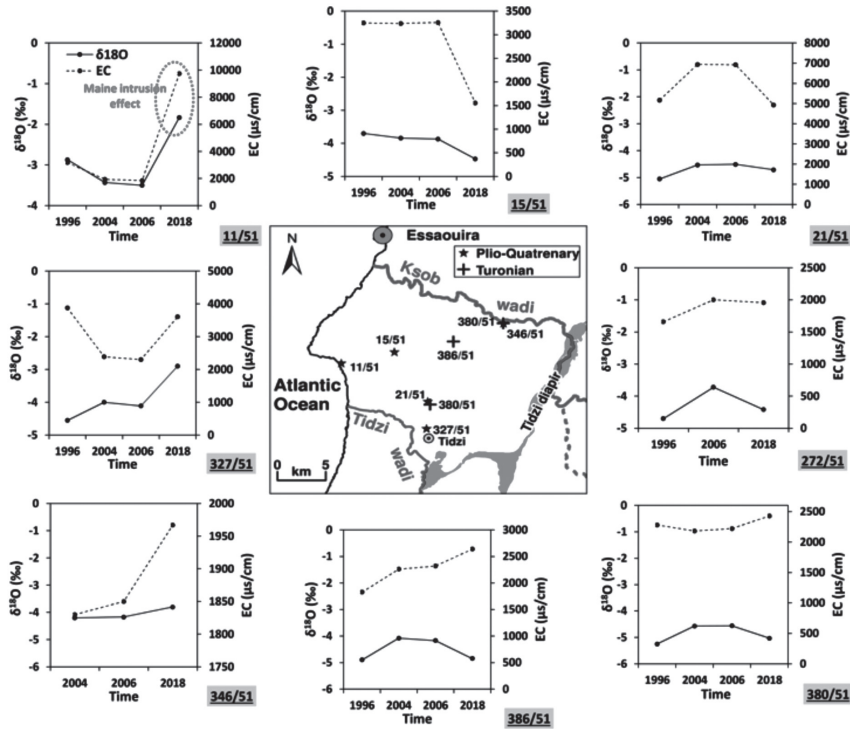 0
-1
-2
-3
-4
δ¹⁸O (‰)
δ18O
EC
Maine intrusion
effect
12000
10000
8000
6000
4000
2000
0
EC (µs/cm)
1996 2004 2006 2018
Time
11/51
0
-1
-2
-3
-4
-5
δ¹⁸O (‰)
3500
3000
2500
2000
1500
1000
500
0
EC (µs/cm)
1996 2004 2006 2018
Time
15/51
0
-1
-2
-3
-4
-5
-6
δ¹⁸O (‰)
8000
7000
6000
5000
4000
3000
2000
1000
0
EC (µs/cm)
1996 2004 2006 2018
Time
21/51
0
-1
-2
-3
-4
-5
δ¹⁸O (‰)
5000
4000
3000
2000
1000
0
EC (µs/cm)
1996 2004 2006 2018
Time
327/51
N
Essaouira
Plio-Quatrenary
Turonian
Ksob
wadi
380/51
346/51
15/51
386/51
11/51
Atlantic
Ocean
21/51
380/51
Tidzi diapir
Tidzi
wadi
327/51
Tidzi
0 5
km
0
-1
-2
-3
-4
-5
δ¹⁸O (‰)
2500
2000
1500
1000
500
0
EC (µs/cm)
1996 2006 2018
Time
272/51
0
-1
-2
-3
-4
-5
-6
δ¹⁸O (‰)
2000
1950
1900
1850
1800
1750
EC (µs/cm)
2004 2006 2018
Time
346/51
0
-1
-2
-3
-4
-5
-6
δ¹⁸O (‰)
3000
2500
2000
1500
1000
500
0
EC (µs/cm)
1996 2004 2006 2018
Time
386/51
0
-1
-2
-3
-4
-5
-6
δ¹⁸O (‰)
2500
2000
1500
1000
500
0
EC (µs/cm)
1996 2004 2006 2018
Time
380/51